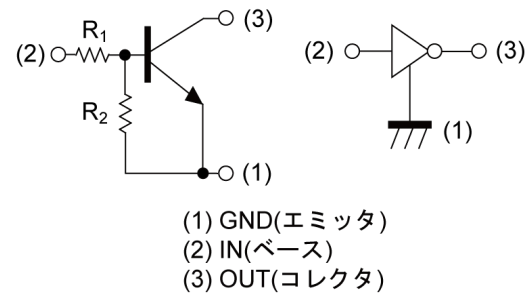 (3)
(2)
R₁
R₂
(1)
(2)
(3)
(1)
(1) GND(エミッタ)
(2) IN(ベース)
(3) OUT(コレクタ)